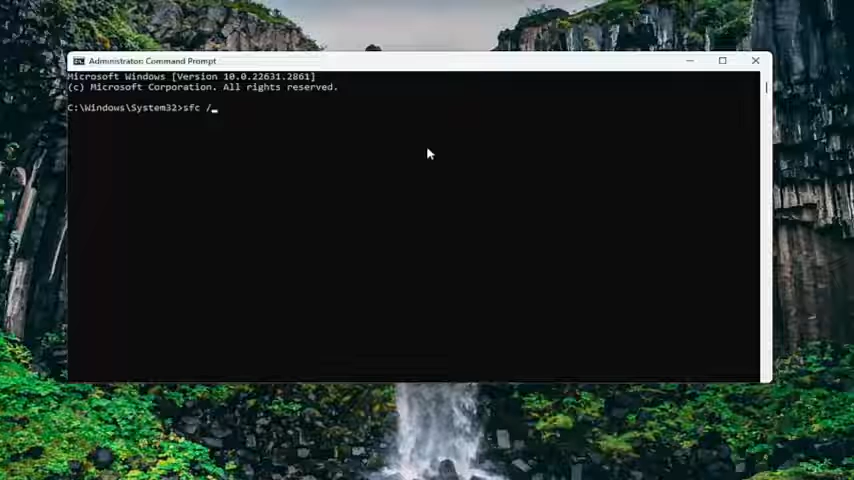 Administrator: Command Prompt
Microsoft Windows [Version 10.0.22631.2861]
(c) Microsoft Corporation. All rights reserved.
C:\Windows\System32>sfc /_